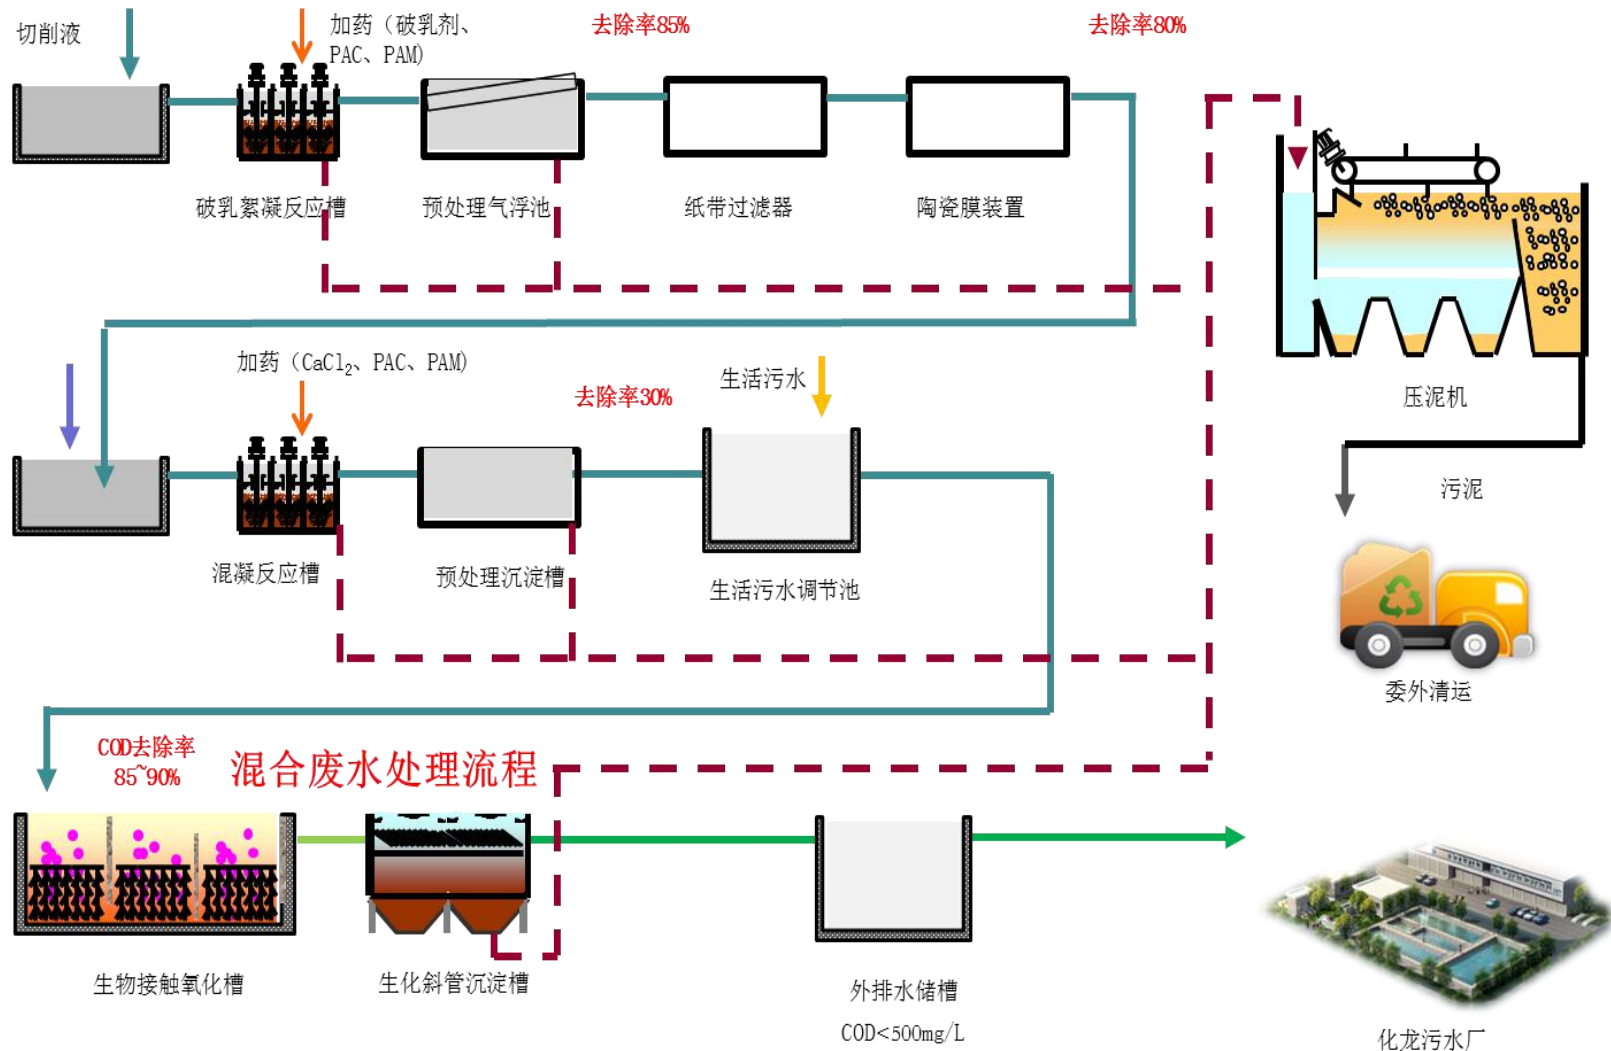 切削液
加药（破乳剂、
PAC、PAM）
去除率85%
去除率80%
破乳絮凝反应槽
预处理气浮池
纸带过滤器
陶瓷膜装置
加药（CaCl₂、PAC、PAM）
去除率30%
生活污水
压泥机
污泥
混凝反应槽
预处理沉淀槽
生活污水调节池
委外清运
COD去除率
85~90%
混合废水处理流程
生物接触氧化槽
生化斜管沉淀槽
外排水储槽
COD<500mg/L
化龙污水厂